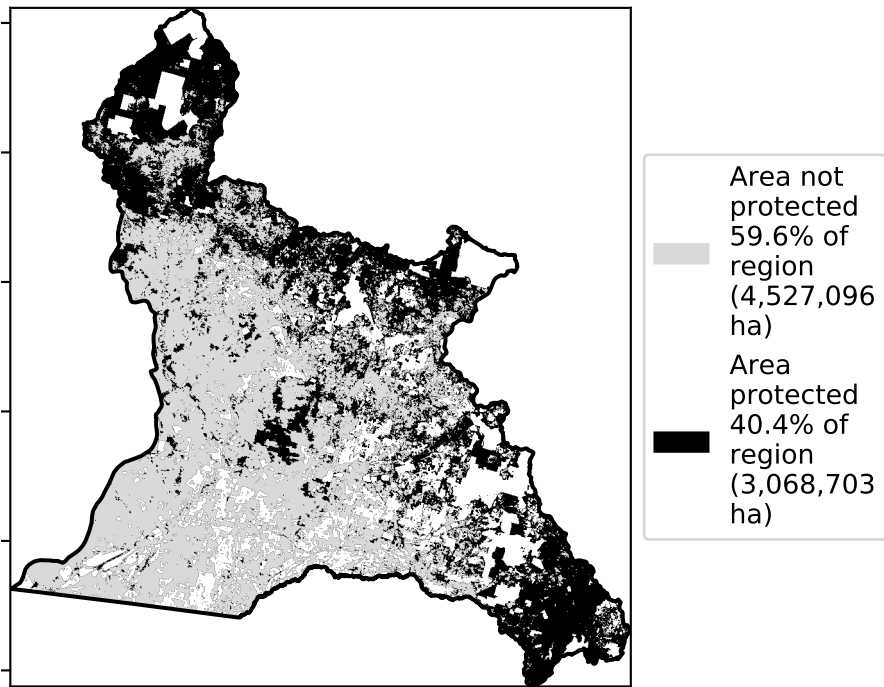 Area not
protected
59.6% of
region
(4,527,096
ha)
Area
protected
40.4% of
region
(3,068,703
ha)